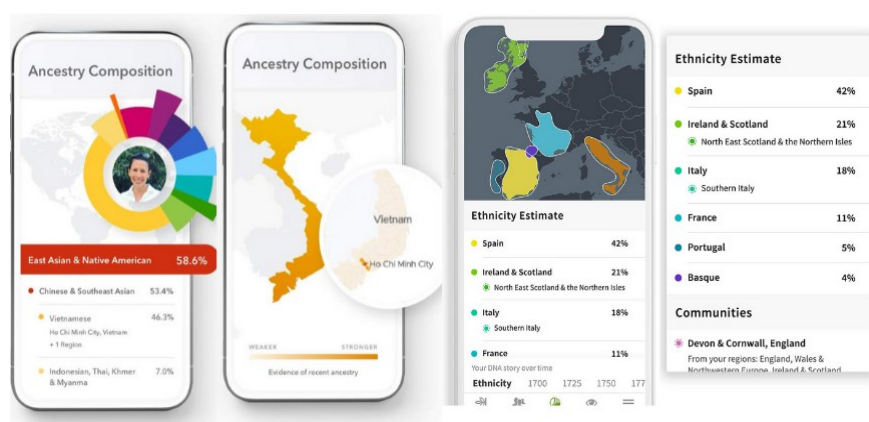 Ancestry Composition
East Asian & Native American 58.6%
Chinese & Southeast Asian 53.4%
Vietnamese 46.3%
Ho Chi Minh City, Vietnam
+ 1 Region
Indonesian, Thai, Khmer 7.0%
& Myanma
Ancestry Composition
Vietnam
Ho Chi Minh City
WEAKER STRONGER
Evidence of recent ancestry
Ethnicity Estimate
Spain 42%
Ireland & Scotland 21%
North East Scotland & the Northern Isles
Italy 18%
Southern Italy
France 11%
Your DNA story over time
Ethnicity 1700 1725 1750 177
Ethnicity Estimate
Spain 42%
Ireland & Scotland 21%
North East Scotland & the Northern Isles
Italy 18%
Southern Italy
France 11%
Portugal 5%
Basque 4%
Communities
Devon & Cornwall, England
From your regions: England, Wales &
Northwestern Europe, Ireland & Scotland